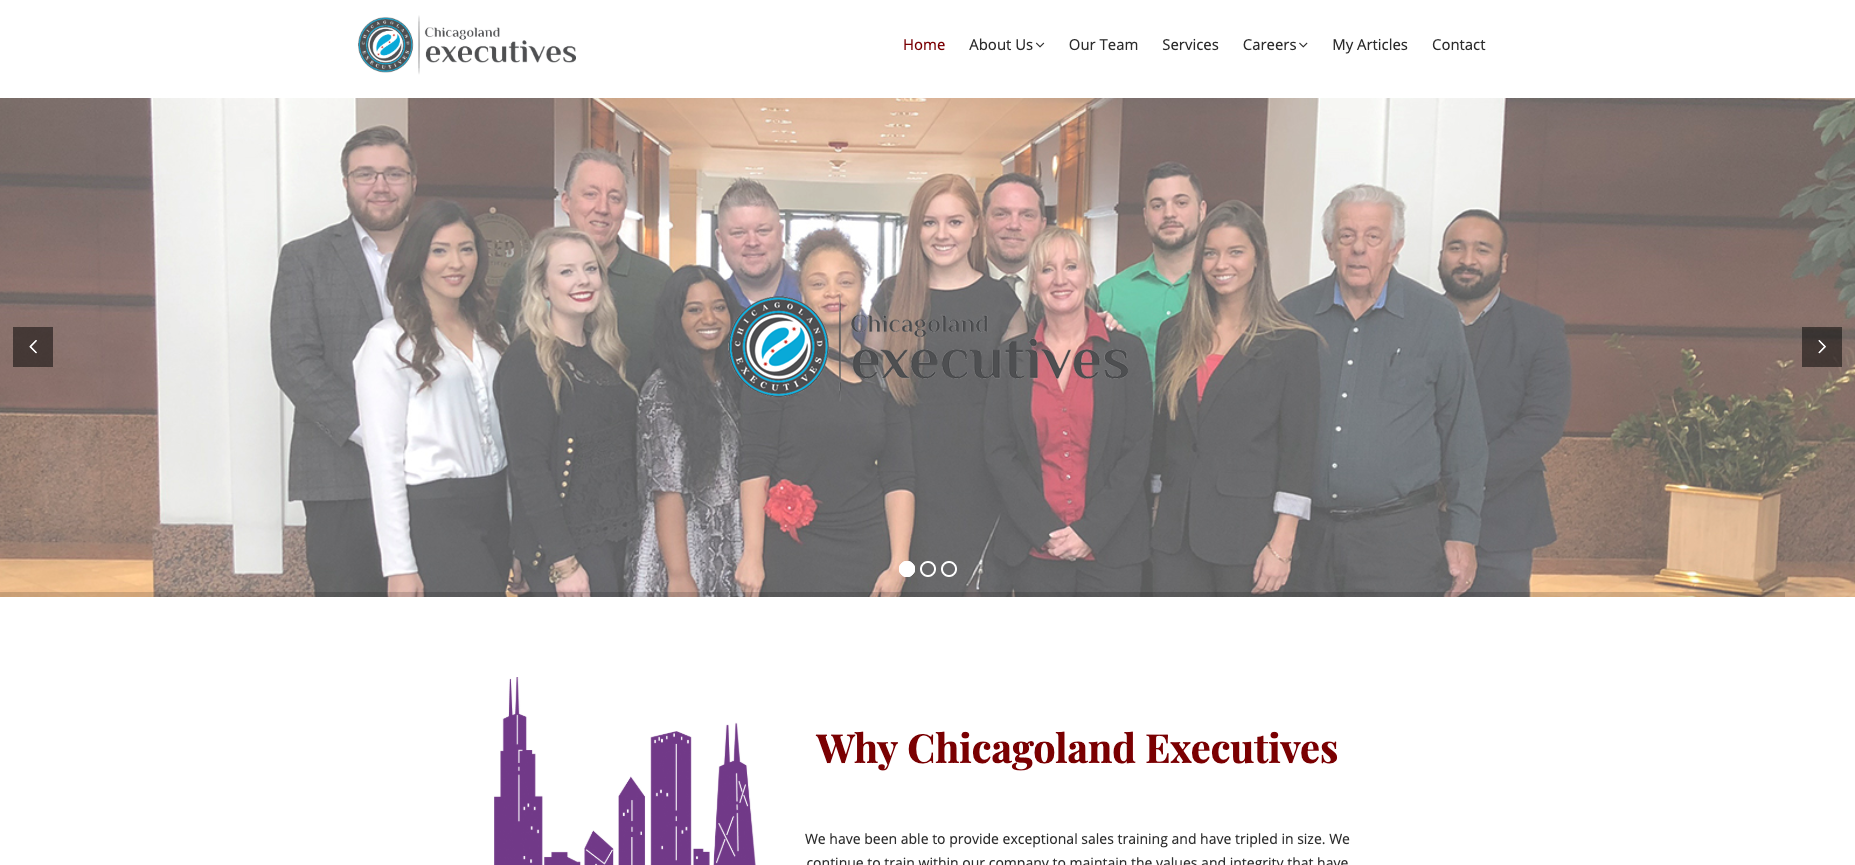 CHICAGOLAND EXECUTIVES
Chicagoland
executives
Home About Us Our Team Services Careers My Articles Contact
CHICAGOLAND EXECUTIVES
Chicagoland
executives
Why Chicagoland Executives
We have been able to provide exceptional sales training and have tripled in size. We
continue to train within our company to maintain the values and integrity that have